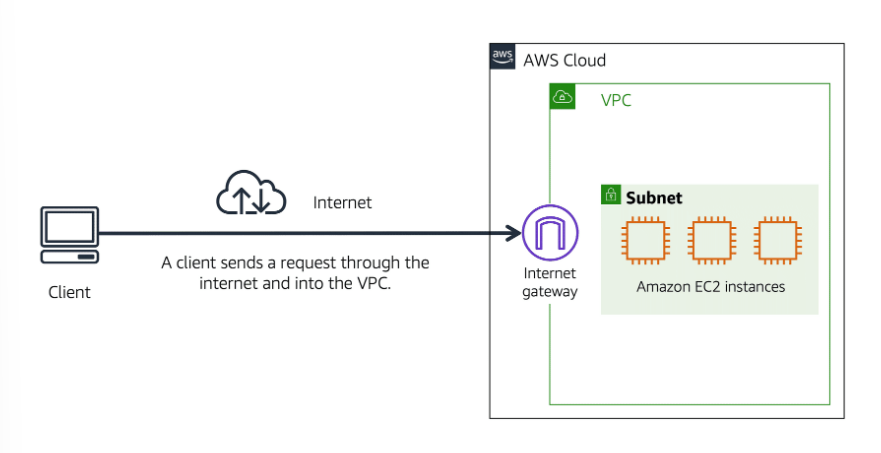 aws
AWS Cloud
VPC
Internet
Subnet
A client sends a request through the
internet and into the VPC.
Client
Internet
gateway
Amazon EC2 instances